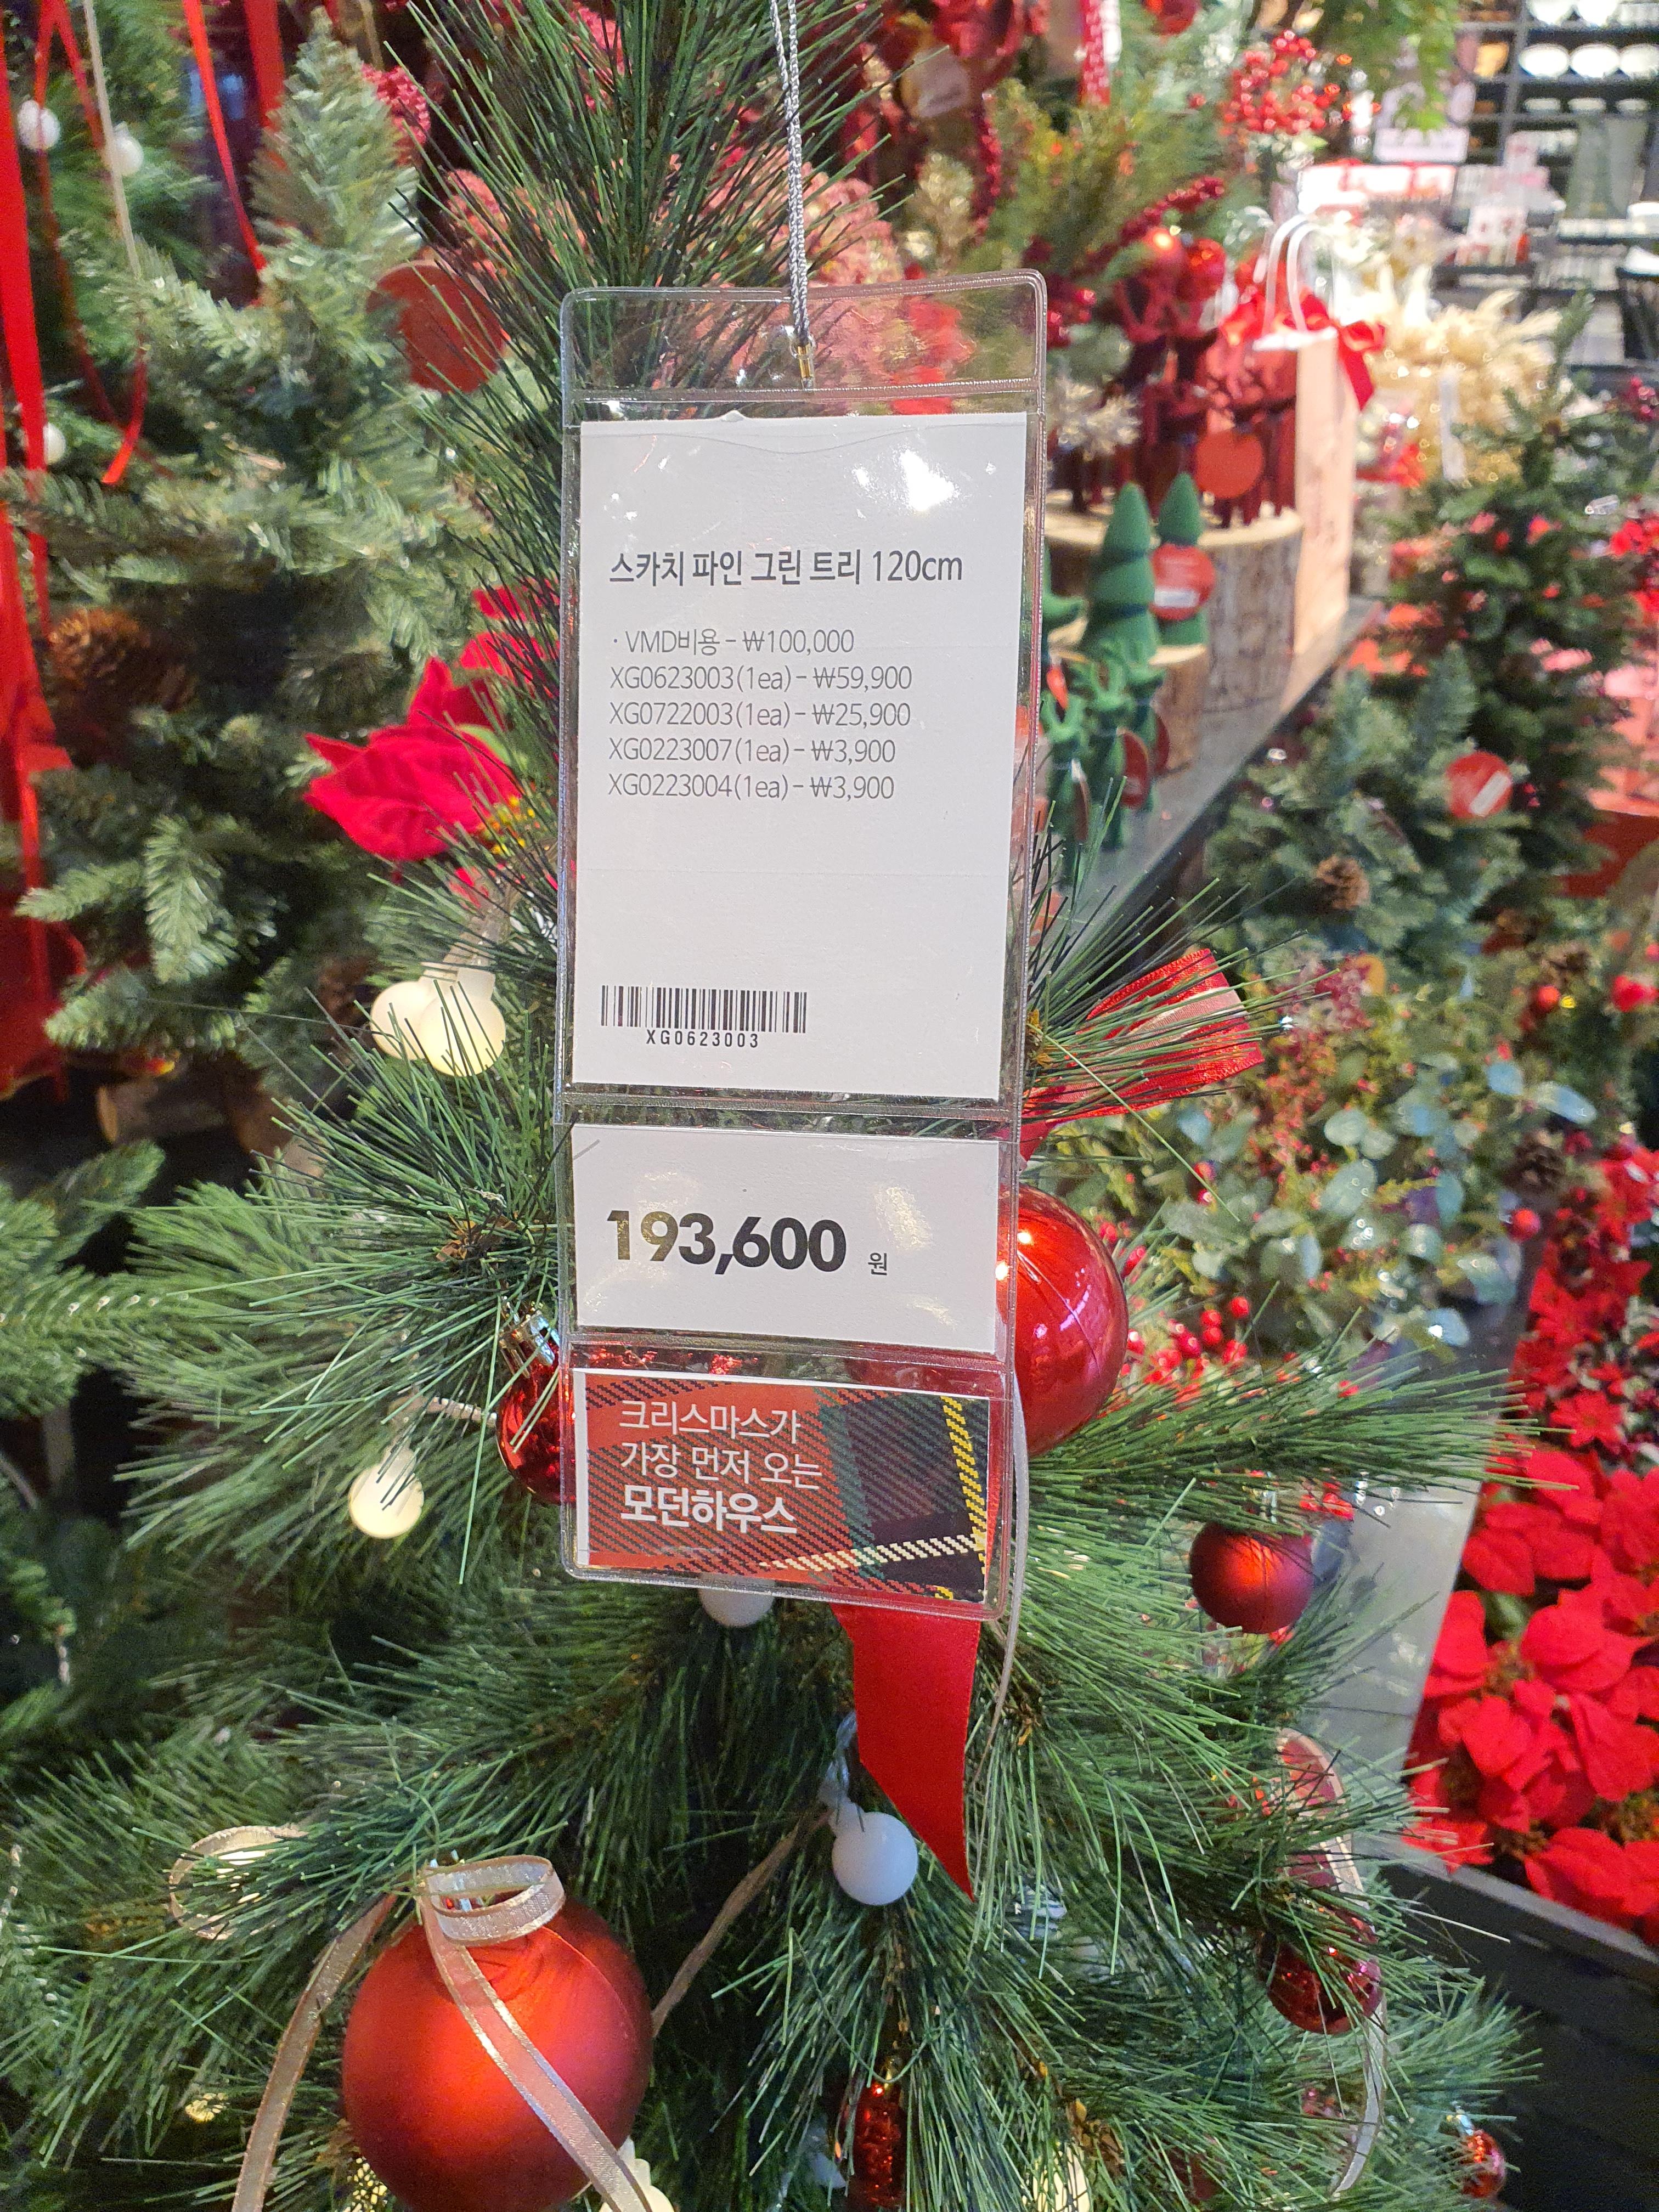 스카치 파인 그린 트리 120cm
· VMD비용 – ₩100,000
XG0623003(1ea) – ₩59,900
XG0722003(1ea) – ₩25,900
XG0223007(1ea) – ₩3,900
XG0223004(1ea) – ₩3,900
XG0623003
193,600 원
크리스마스가
가장 먼저 오는
모던하우스